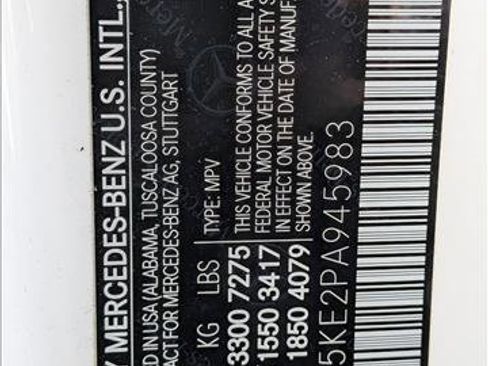 Y MERCEDES-BENZ U.S. INTL.,
D IN USA (ALABAMA, TUSCALOOSA COUNTY)
ACT FOR MERCEDES-BENZ AG, STUTTGART
KG LBS TYPE: MPV
3300 7275 THIS VEHICLE CONFORMS TO ALL A
1550 3417 FEDERAL MOTOR VEHICLE SAFETY S
1850 4079 IN EFFECT ON THE DATE OF MANUF
SHOWN ABOVE.
5KE2PA945983